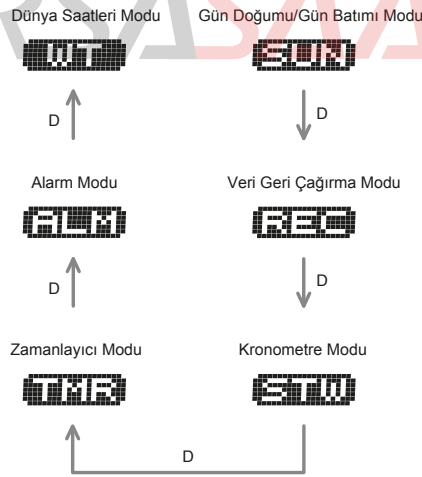 Dünya Saatleri Modu Gün Doğumu/Gün Batımı Modu
WT SUN
D D
Alarm Modu Veri Geri Çağırma Modu
ALM REC
D D
Zamanlayıcı Modu Kronometre Modu
TMR STW
D